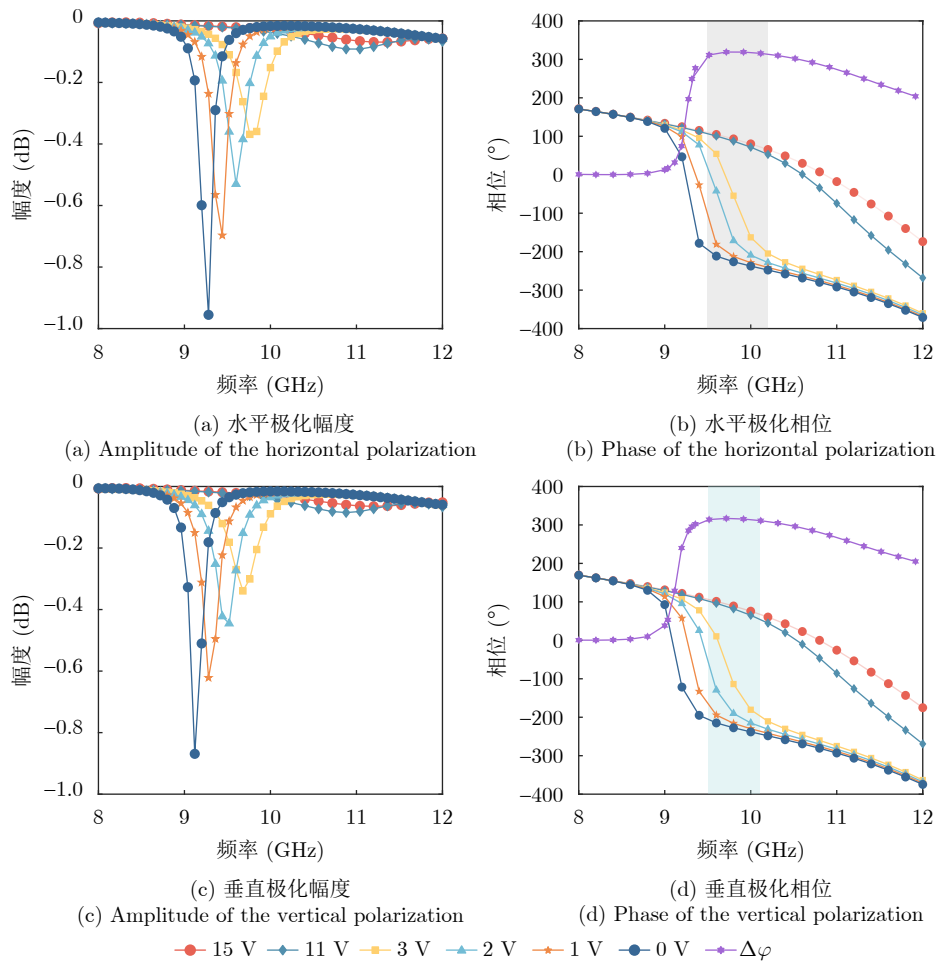 0
−0.2
−0.4
−0.6
−0.8
−1.0
幅度 (dB)
8
9
10
11
12
频率 (GHz)
(a) 水平极化幅度
(a) Amplitude of the horizontal polarization
400
300
200
100
0
−100
−200
−300
−400
相位 (°)
8
9
10
11
12
频率 (GHz)
(b) 水平极化相位
(b) Phase of the horizontal polarization
0
−0.2
−0.4
−0.6
−0.8
−1.0
幅度 (dB)
8
9
10
11
12
频率 (GHz)
(c) 垂直极化幅度
(c) Amplitude of the vertical polarization
400
300
200
100
0
−100
−200
−300
−400
相位 (°)
8
9
10
11
12
频率 (GHz)
(d) 垂直极化相位
(d) Phase of the vertical polarization
15 V 11 V 3 V 2 V 1 V 0 V Δφ